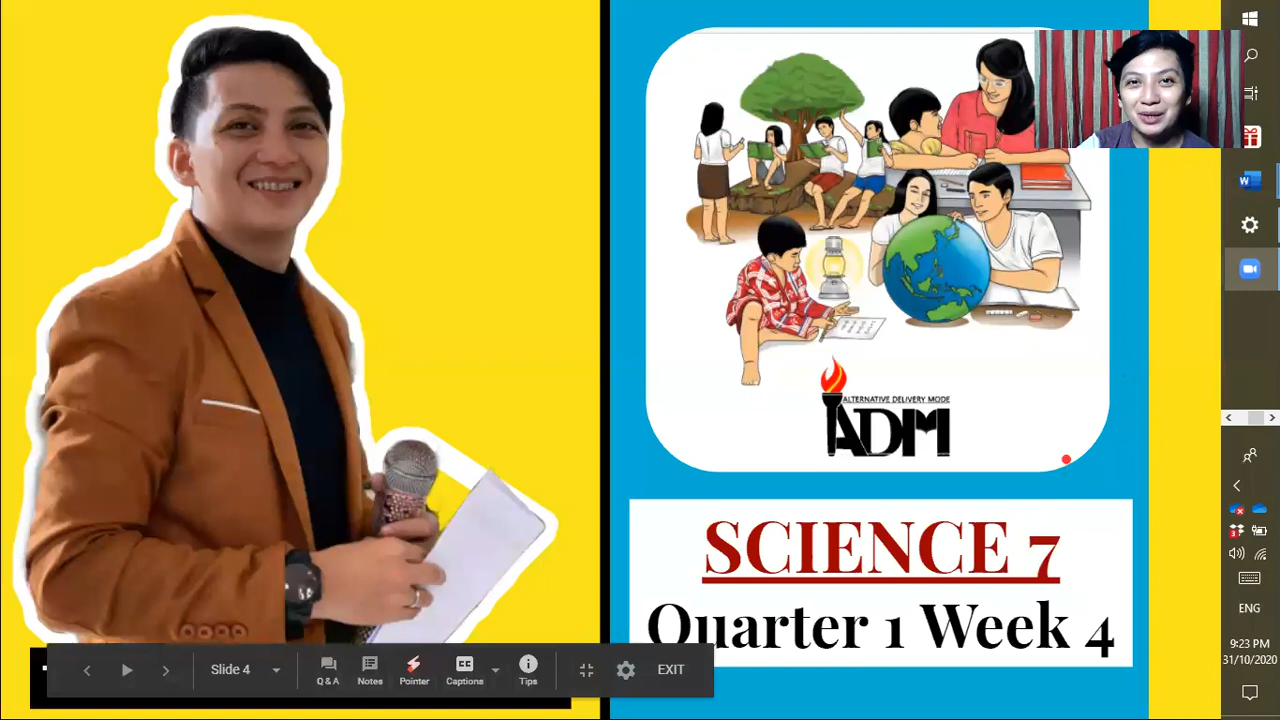 ALTERNATIVE DELIVERY MODE
ADM
SCIENCE 7
Quarter 1 Week 4
Slide 4
Q & A
Notes
Pointer
Captions
Tips
EXIT
ENG
9:23 PM
31/10/2020